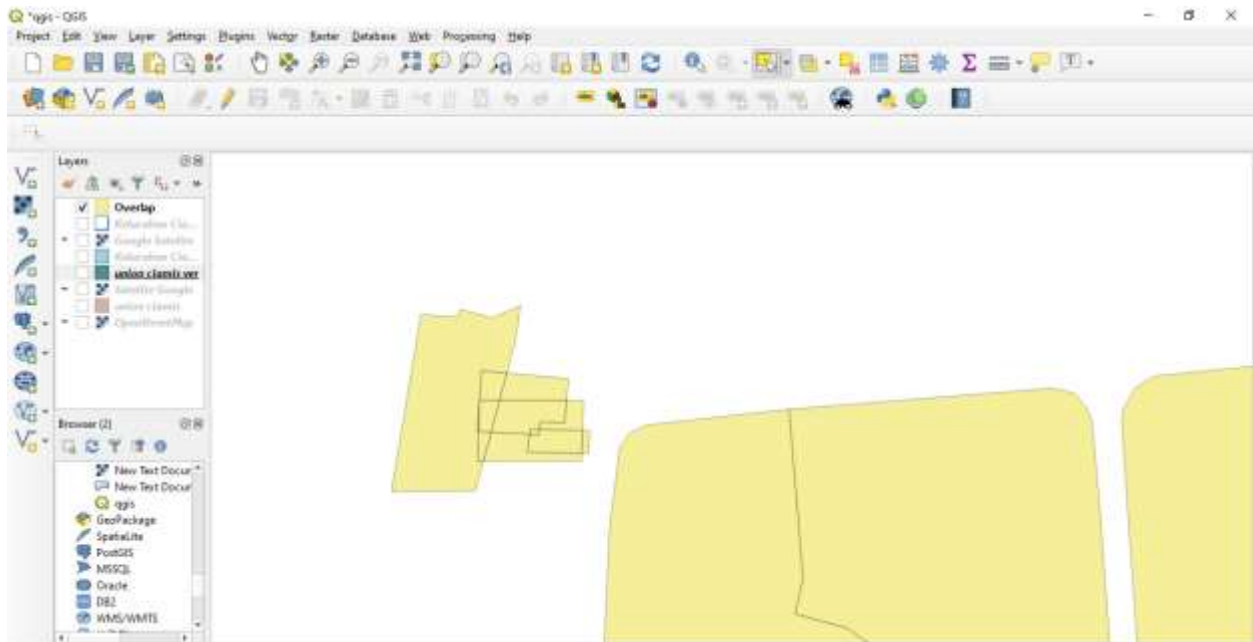 *qgis - QGIS
Project Edit View Layer Settings Plugins Vector Raster Database Web Processing Help
Layers
Overlap
Google Satellite
union clamis ver
Satellite Google
union clamis
OpenStreetMap
Browser (2)
New Text Docur
New Text Docur
qgis
GeoPackage
SpatiaLite
PostGIS
MSSQL
Oracle
DB2
WMS/WMTS